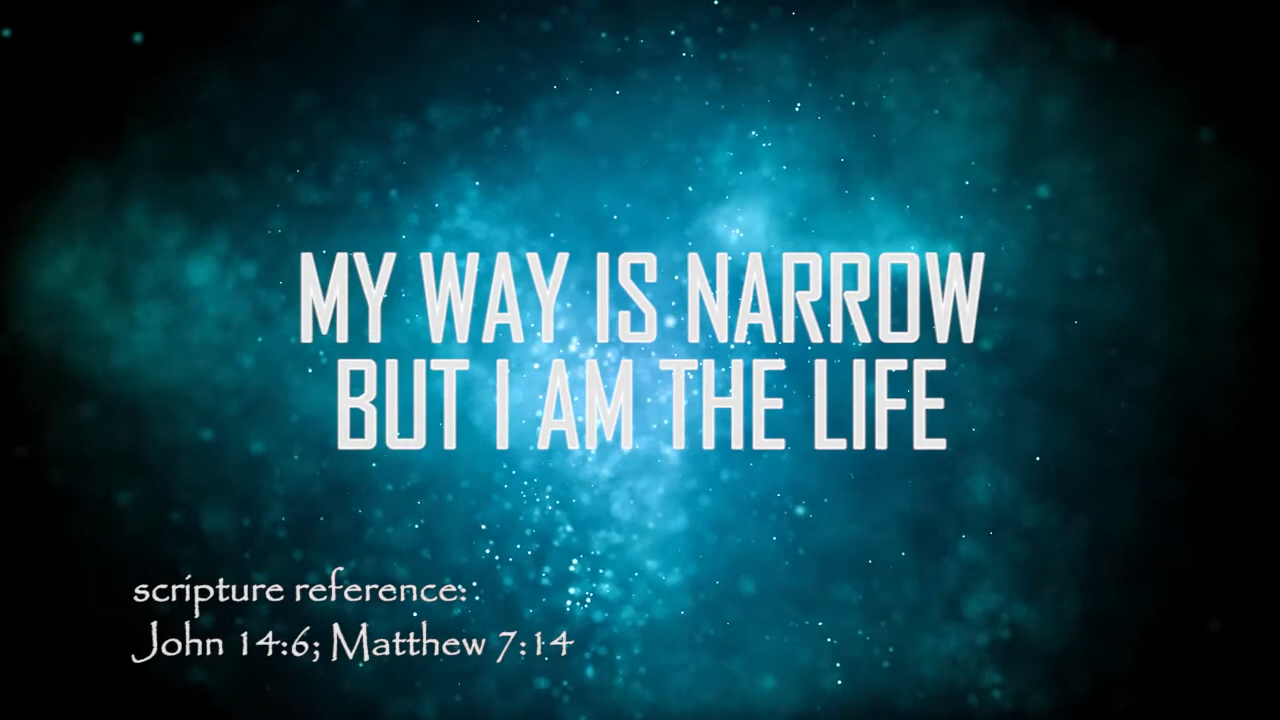 MY WAY IS NARROW
BUT I AM THE LIFE
scripture reference:
John 14:6; Matthew 7:14